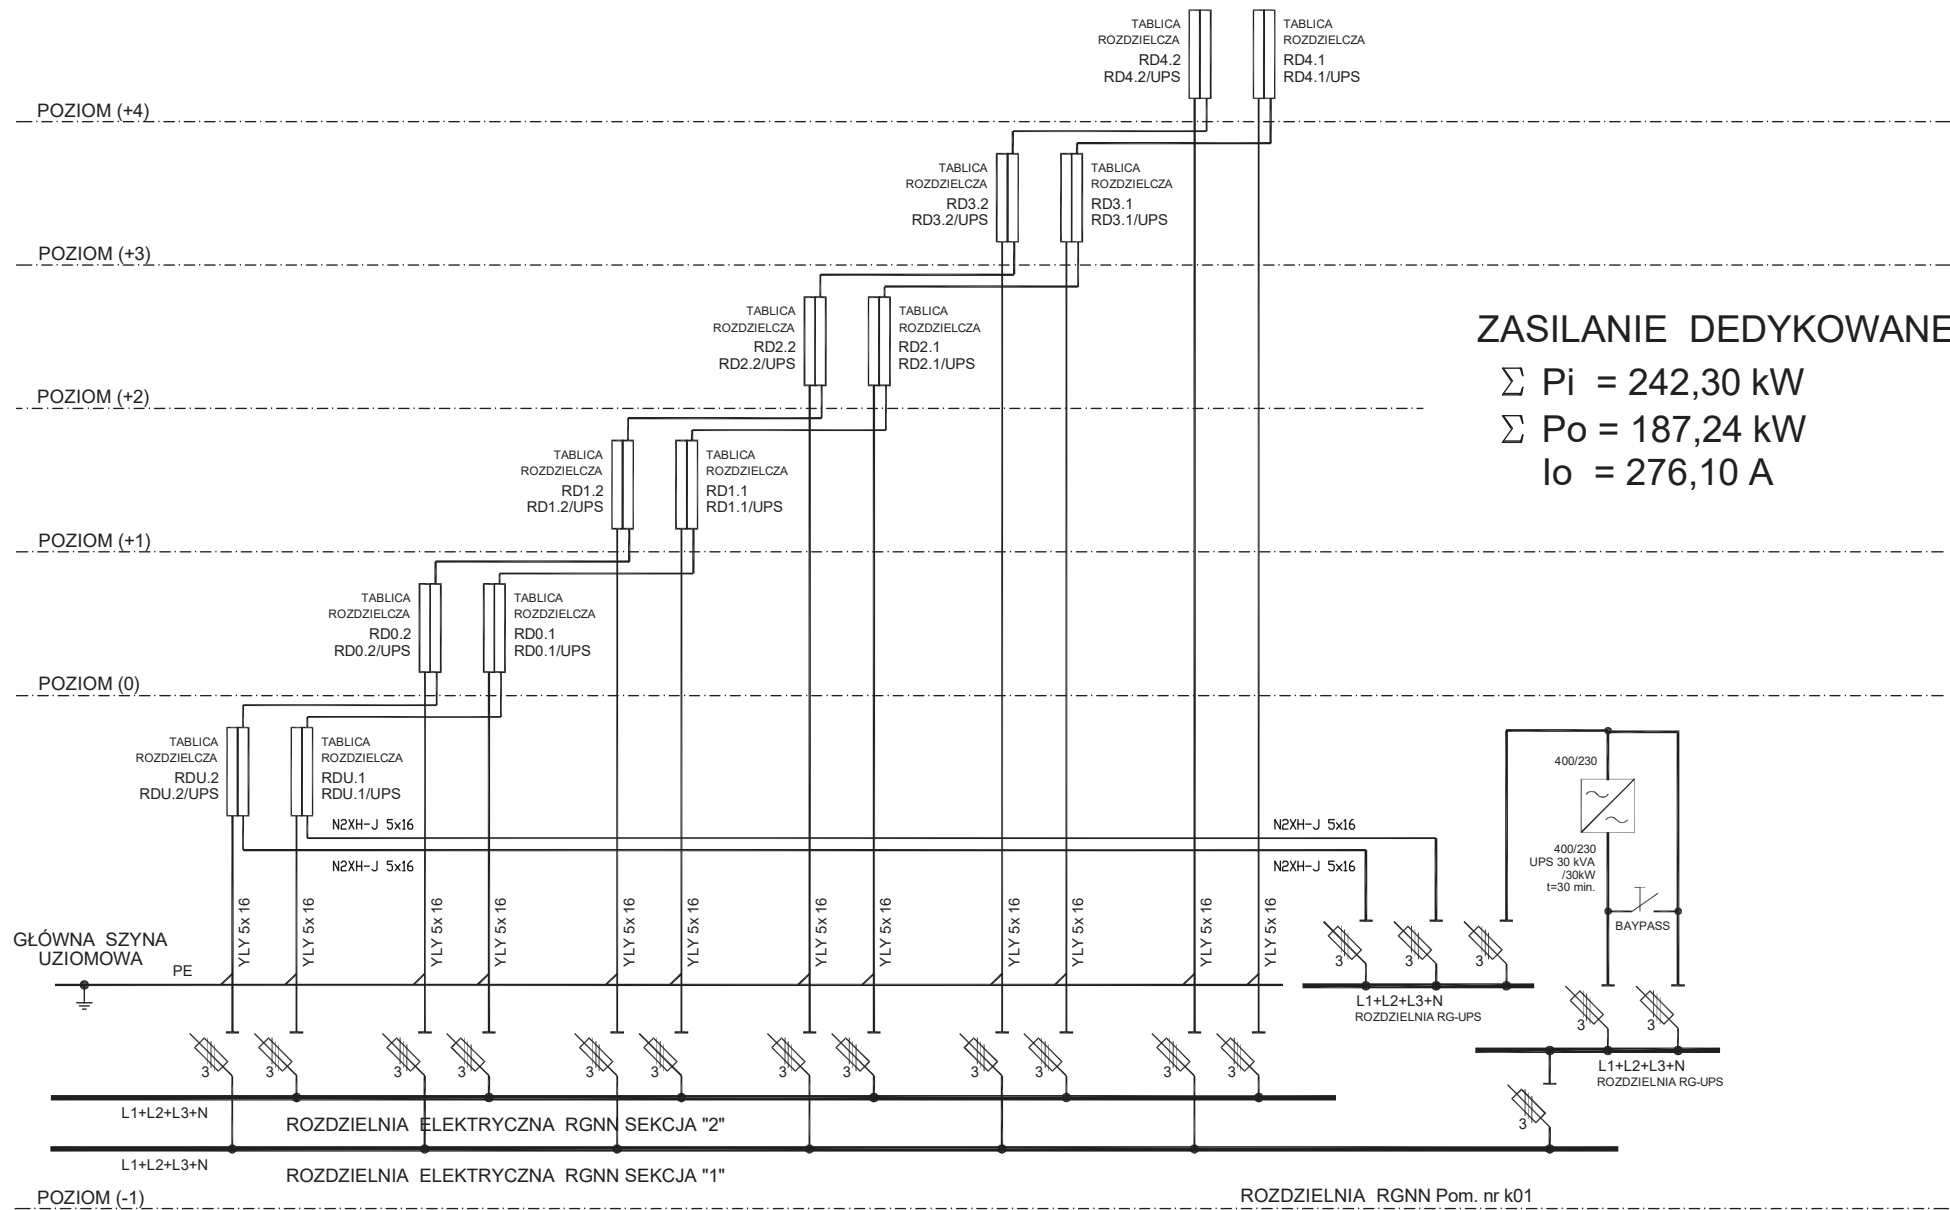 TABLICA
ROZDZIELCZA
RD4.2
RD4.2/UPS
TABLICA
ROZDZIELCZA
RD4.1
RD4.1/UPS
POZIOM (+4)
TABLICA
ROZDZIELCZA
RD3.2
RD3.2/UPS
TABLICA
ROZDZIELCZA
RD3.1
RD3.1/UPS
POZIOM (+3)
TABLICA
ROZDZIELCZA
RD2.2
RD2.2/UPS
TABLICA
ROZDZIELCZA
RD2.1
RD2.1/UPS
ZASILANIE DEDYKOWANE
Σ Pi = 242,30 kW
Σ Po = 187,24 kW
Io = 276,10 A
POZIOM (+2)
TABLICA
ROZDZIELCZA
RD1.2
RD1.2/UPS
TABLICA
ROZDZIELCZA
RD1.1
RD1.1/UPS
POZIOM (+1)
TABLICA
ROZDZIELCZA
RD0.2
RD0.2/UPS
TABLICA
ROZDZIELCZA
RD0.1
RD0.1/UPS
POZIOM (0)
TABLICA
ROZDZIELCZA
RDU.2
RDU.2/UPS
TABLICA
ROZDZIELCZA
RDU.1
RDU.1/UPS
400/230
N2XH-J 5x16
N2XH-J 5x16
N2XH-J 5x16
N2XH-J 5x16
400/230
UPS 30 kVA
/30kW
t=30 min.
BAYPASS
YLY 5x 16
YLY 5x 16
YLY 5x 16
YLY 5x 16
YLY 5x 16
YLY 5x 16
YLY 5x 16
YLY 5x 16
YLY 5x 16
YLY 5x 16
YLY 5x 16
YLY 5x 16
GŁÓWNA SZYNA
UZIOMOWA
PE
3
3
3
L1+L2+L3+N
ROZDZIELNIA RG-UPS
3
3
L1+L2+L3+N
ROZDZIELNIA RG-UPS
3
3
3
3
3
3
3
3
3
3
3
3
3
L1+L2+L3+N
ROZDZIELNIA ELEKTRYCZNA RGNN SEKCJA "2"
L1+L2+L3+N
ROZDZIELNIA ELEKTRYCZNA RGNN SEKCJA "1"
POZIOM (-1)
ROZDZIELNIA RGNN Pom. nr k01